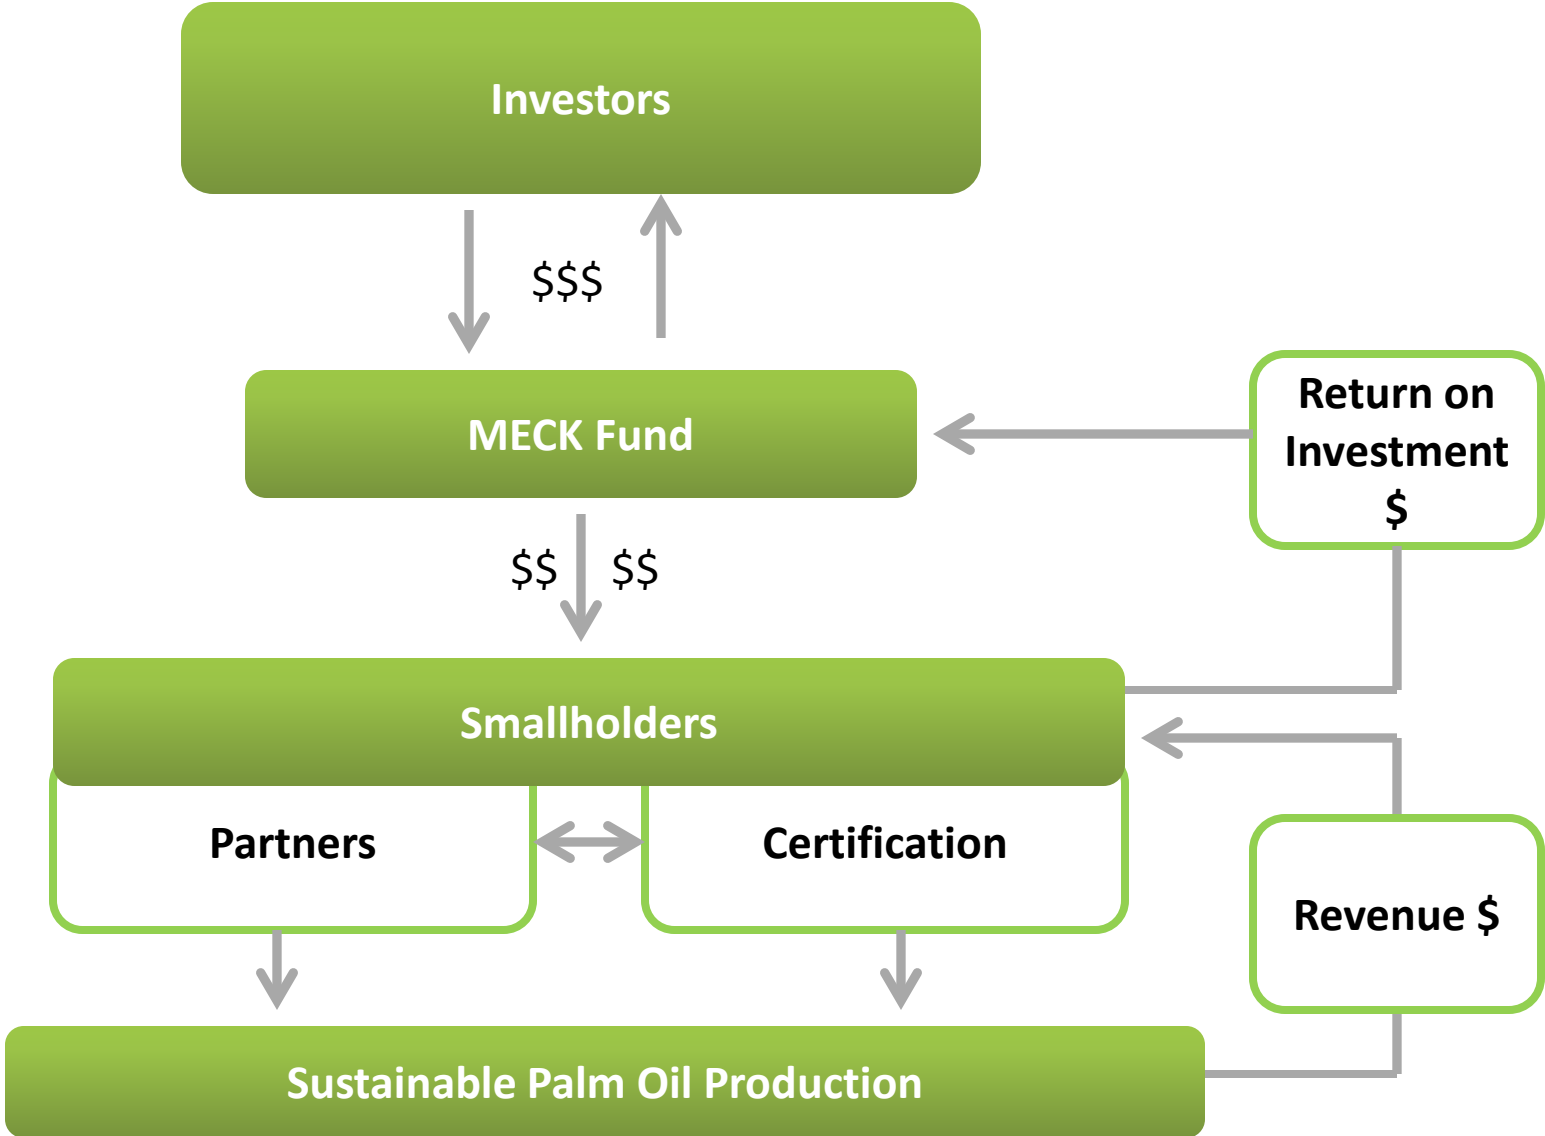 Investors
$$$
MECK Fund
Return on
Investment
$
$$ $$
Smallholders
Partners
Certification
Revenue $
Sustainable Palm Oil Production